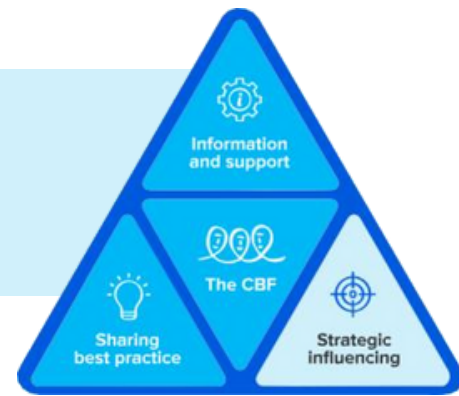 Information
and support
The CBF
Sharing
best practice
Strategic
influencing